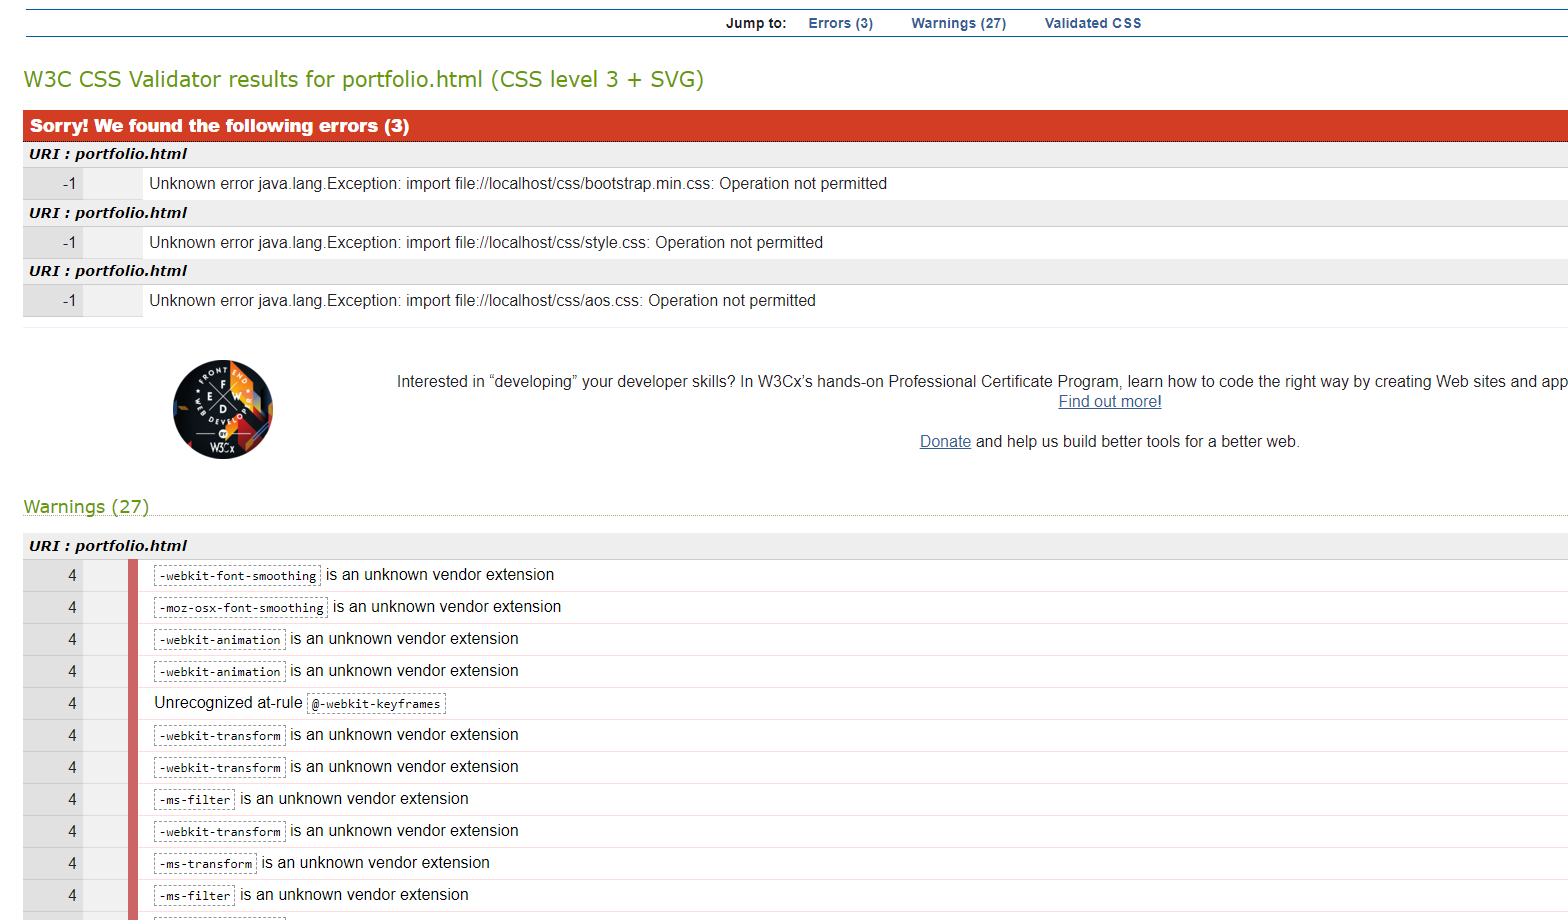 Jump to: Errors (3) Warnings (27) Validated CSS
W3C CSS Validator results for portfolio.html (CSS level 3 + SVG)
Sorry! We found the following errors (3)
URI : portfolio.html
-1 Unknown error java.lang.Exception: import file://localhost/css/bootstrap.min.css: Operation not permitted
URI : portfolio.html
-1 Unknown error java.lang.Exception: import file://localhost/css/style.css: Operation not permitted
URI : portfolio.html
-1 Unknown error java.lang.Exception: import file://localhost/css/aos.css: Operation not permitted
FRONT END
F
E W
D
WEB DEVELOPER
W3Cx
Interested in “developing” your developer skills? In W3Cx’s hands-on Professional Certificate Program, learn how to code the right way by creating Web sites and app
Find out more!
Donate and help us build better tools for a better web.
Warnings (27)
URI : portfolio.html
4 -webkit-font-smoothing is an unknown vendor extension
4 -moz-osx-font-smoothing is an unknown vendor extension
4 -webkit-animation is an unknown vendor extension
4 -webkit-animation is an unknown vendor extension
4 Unrecognized at-rule @-webkit-keyframes
4 -webkit-transform is an unknown vendor extension
4 -webkit-transform is an unknown vendor extension
4 -ms-filter is an unknown vendor extension
4 -webkit-transform is an unknown vendor extension
4 -ms-transform is an unknown vendor extension
4 -ms-filter is an unknown vendor extension